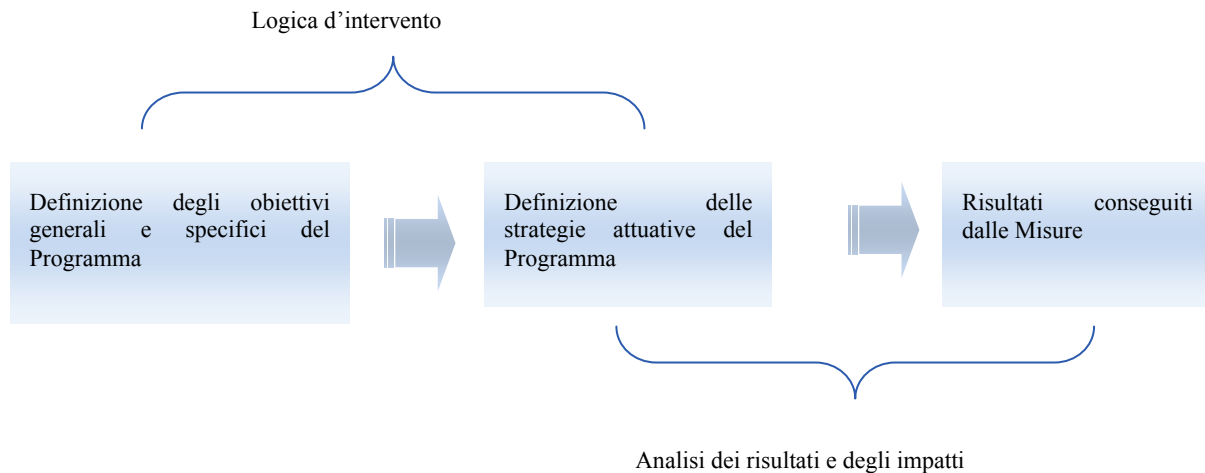 Logica d’intervento
Definizione degli obiettivi
generali e specifici del
Programma
Definizione delle
strategie attuative del
Programma
Risultati conseguiti
dalle Misure
Analisi dei risultati e degli impatti